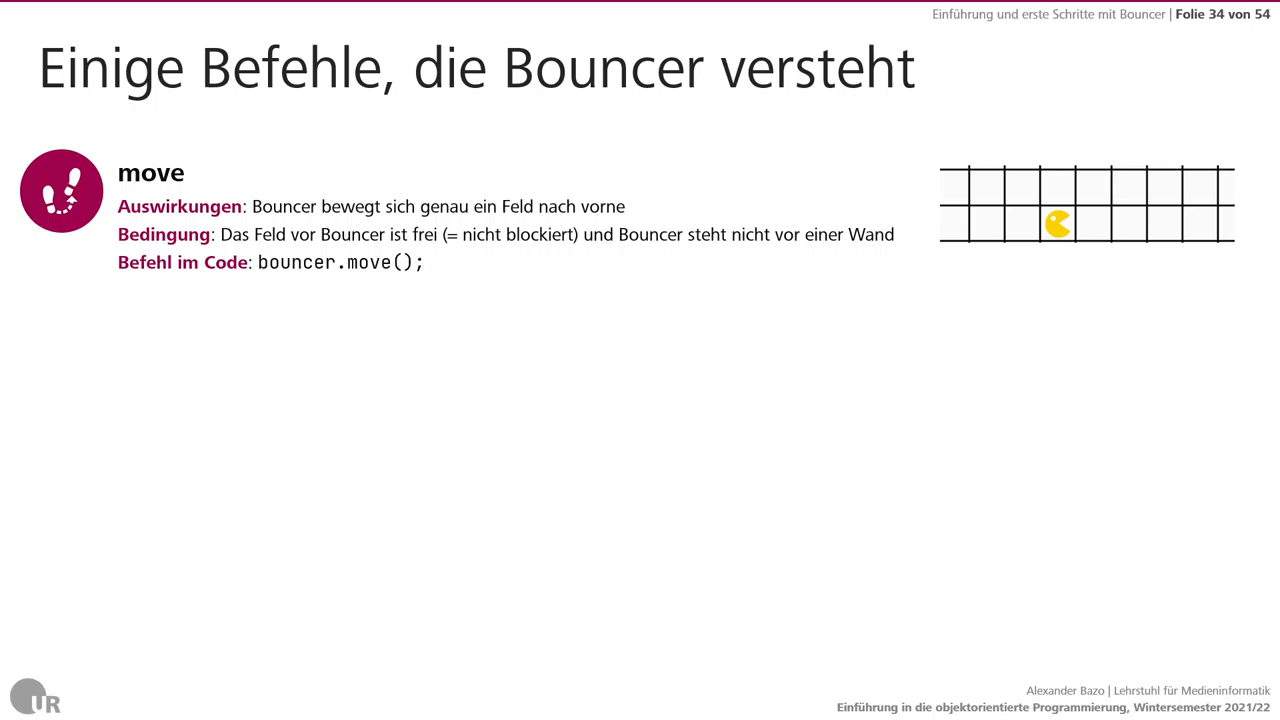 Einführung und erste Schritte mit Bouncer | Folie 34 von 54
Einige Befehle, die Bouncer versteht
move
Auswirkungen: Bouncer bewegt sich genau ein Feld nach vorne
Bedingung: Das Feld vor Bouncer ist frei (= nicht blockiert) und Bouncer steht nicht vor einer Wand
Befehl im Code: bouncer.move();
UR
Alexander Bazo | Lehrstuhl für Medieninformatik
Einführung in die objektorientierte Programmierung, Wintersemester 2021/22